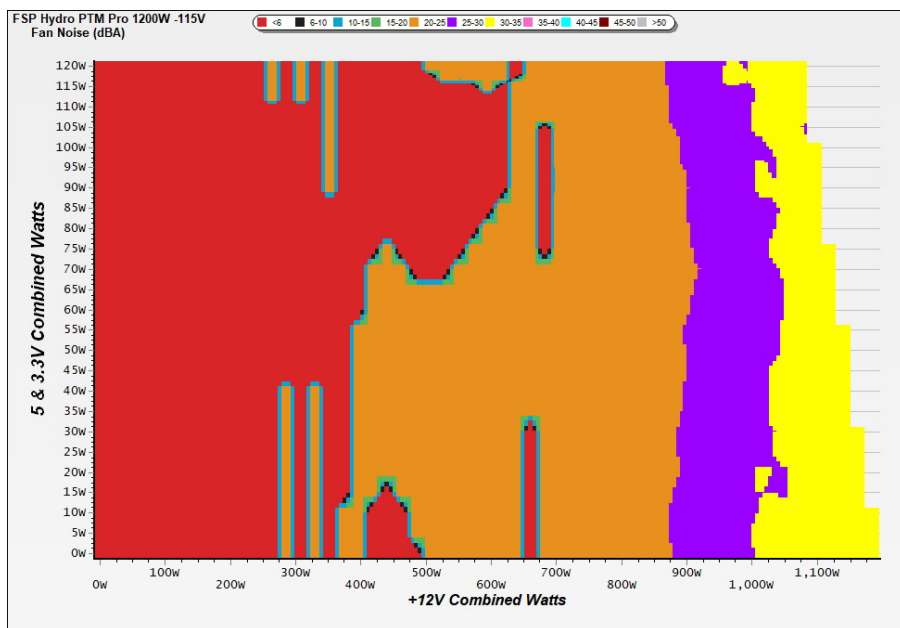 FSP Hydro PTM Pro 1200W -115V
Fan Noise (dBA)
<6 6-10 10-15 15-20 20-25 25-30 30-35 35-40 40-45 45-50 >50
5 & 3.3V Combined Watts
120W
115W
110W
105W
100W
95W
90W
85W
80W
75W
70W
65W
60W
55W
50W
45W
40W
35W
30W
25W
20W
15W
10W
5W
0W
0W 100W 200W 300W 400W 500W 600W 700W 800W 900W 1,000W 1,100W
+12V Combined Watts